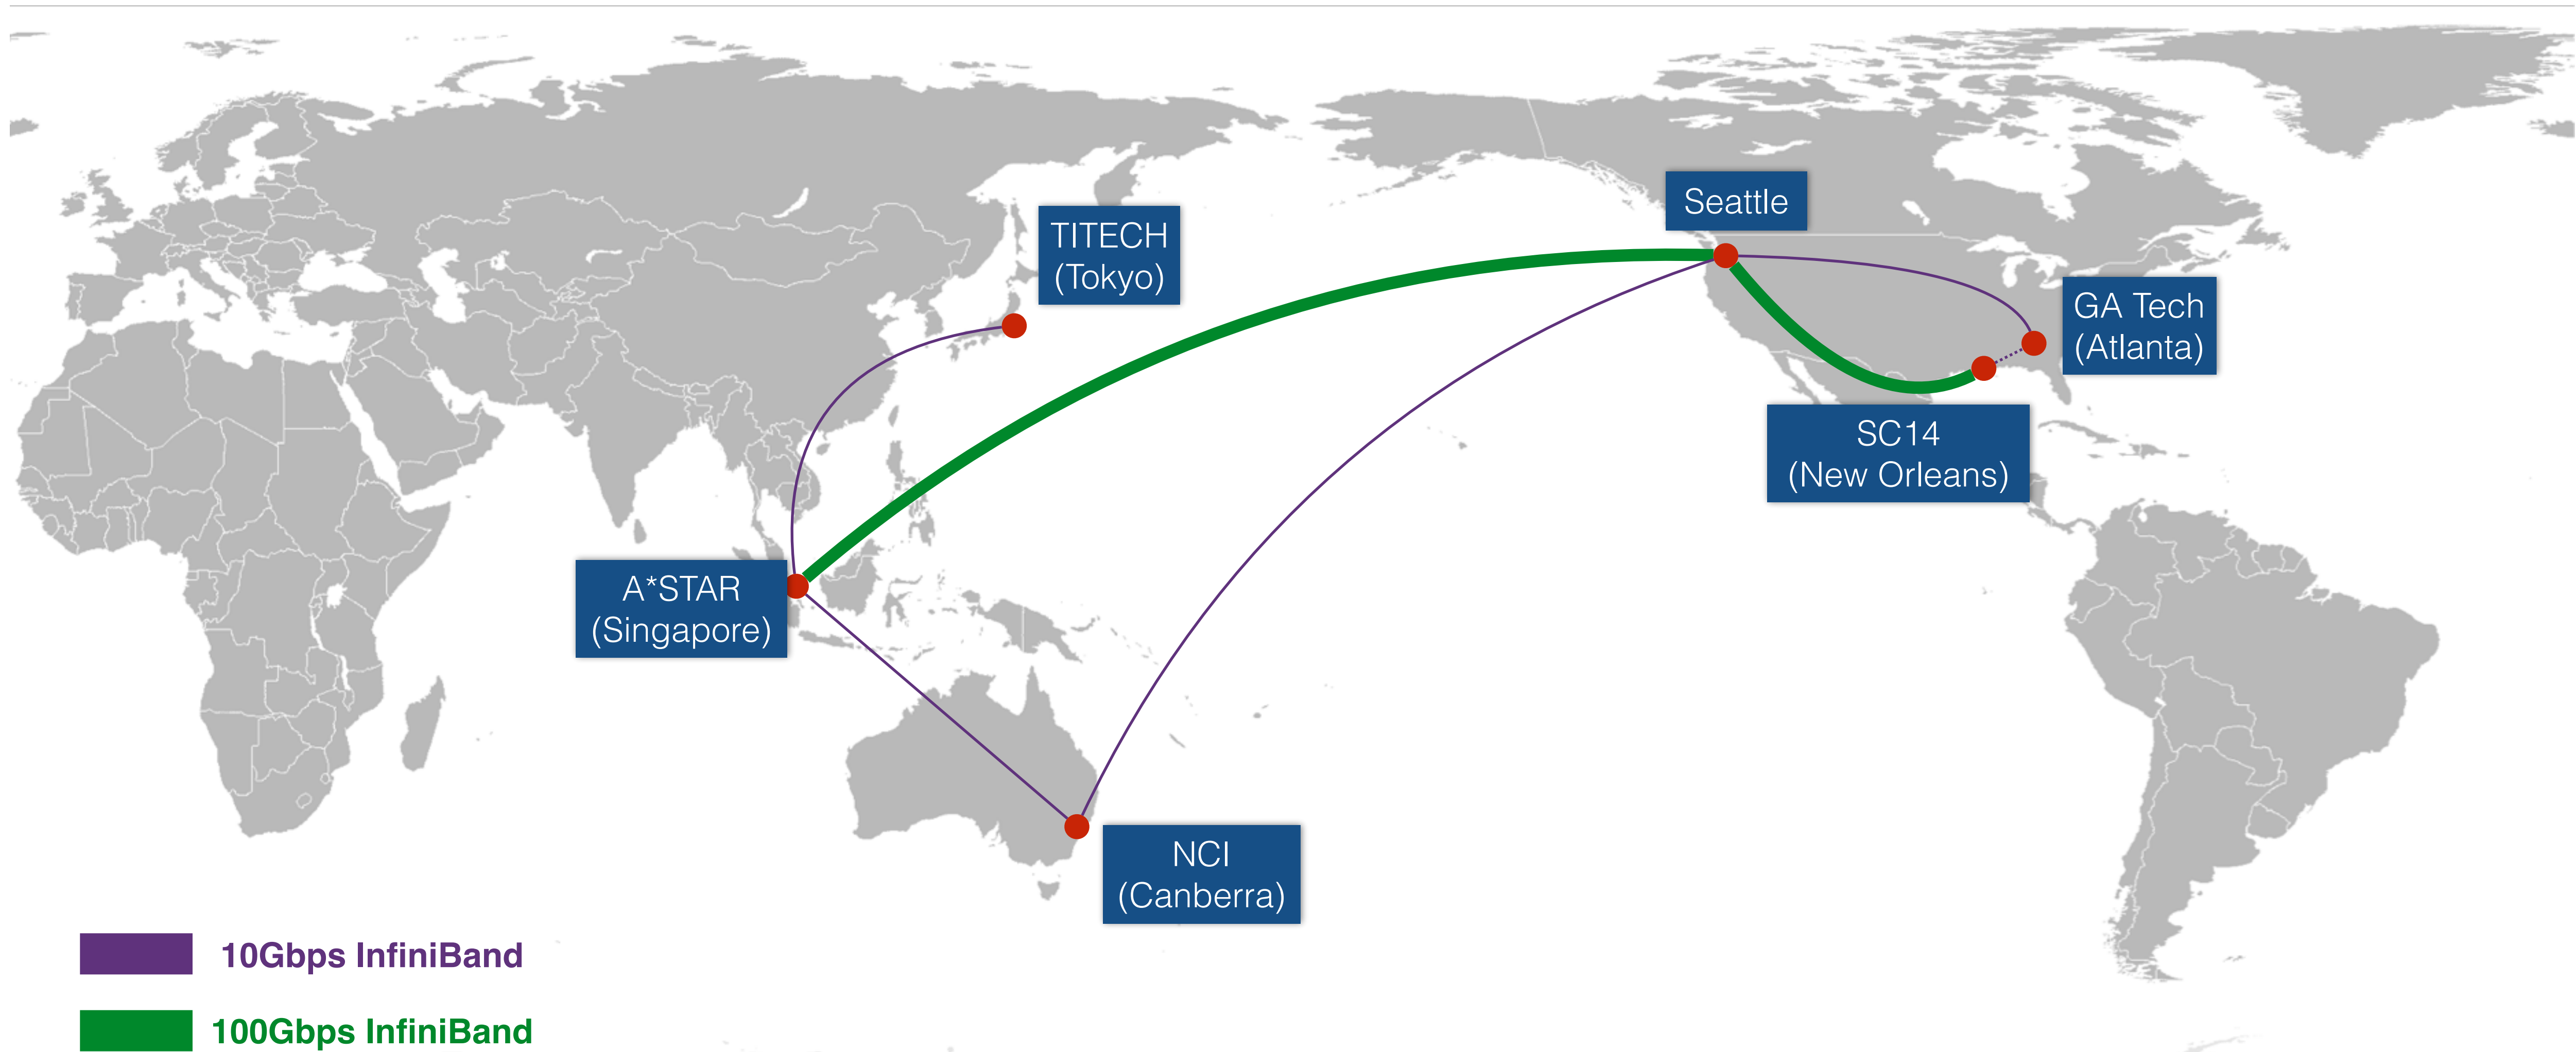 Seattle
TITECH
(Tokyo)
GA Tech
(Atlanta)
SC14
(New Orleans)
A*STAR
(Singapore)
NCI
(Canberra)
10Gbps InfiniBand
100Gbps InfiniBand